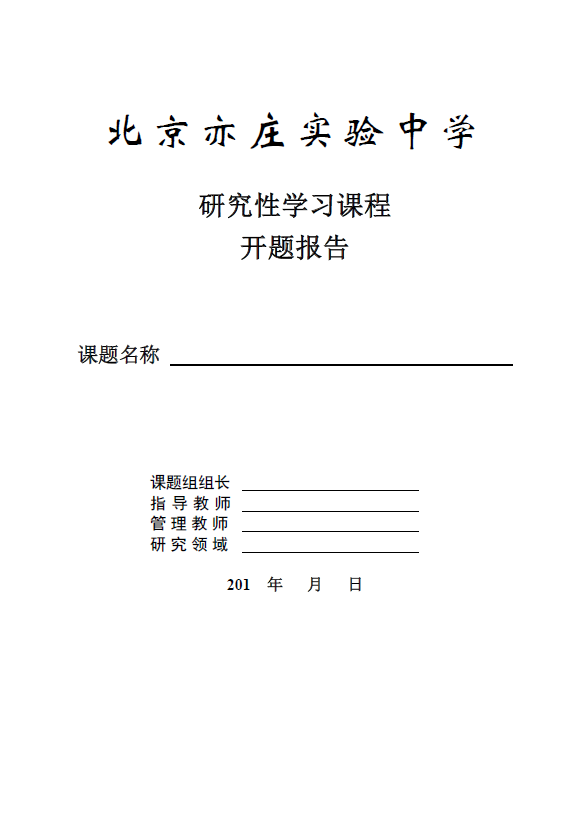 北京亦庄实验中学
研究性学习课程
开题报告
课题名称
课题组组长
指导教师
管理教师
研究领域
201 年 月 日